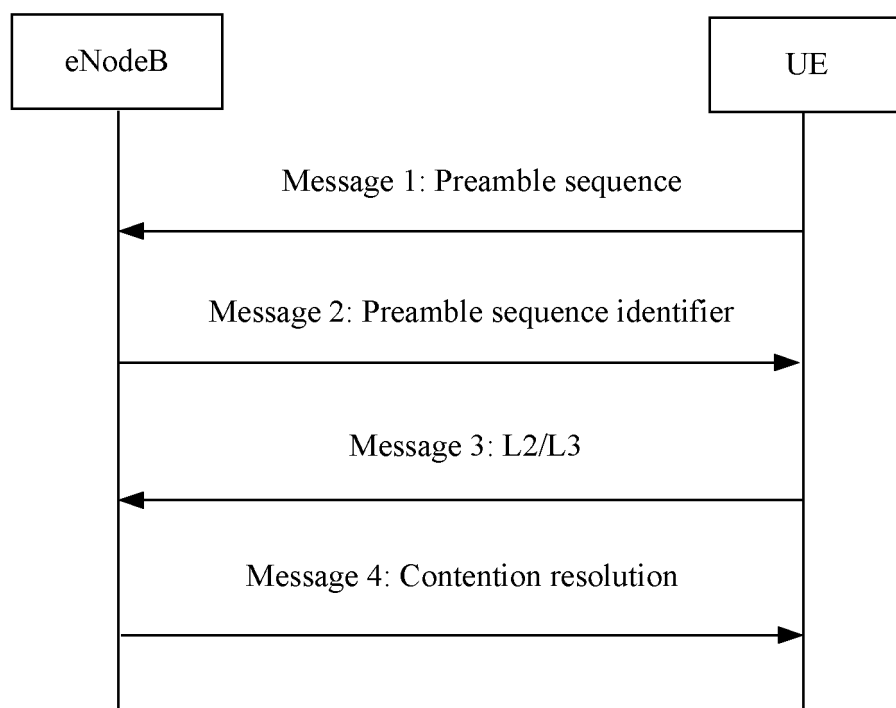 eNodeB
UE
Message 1: Preamble sequence
Message 2: Preamble sequence identifier
Message 3: L2/L3
Message 4: Contention resolution